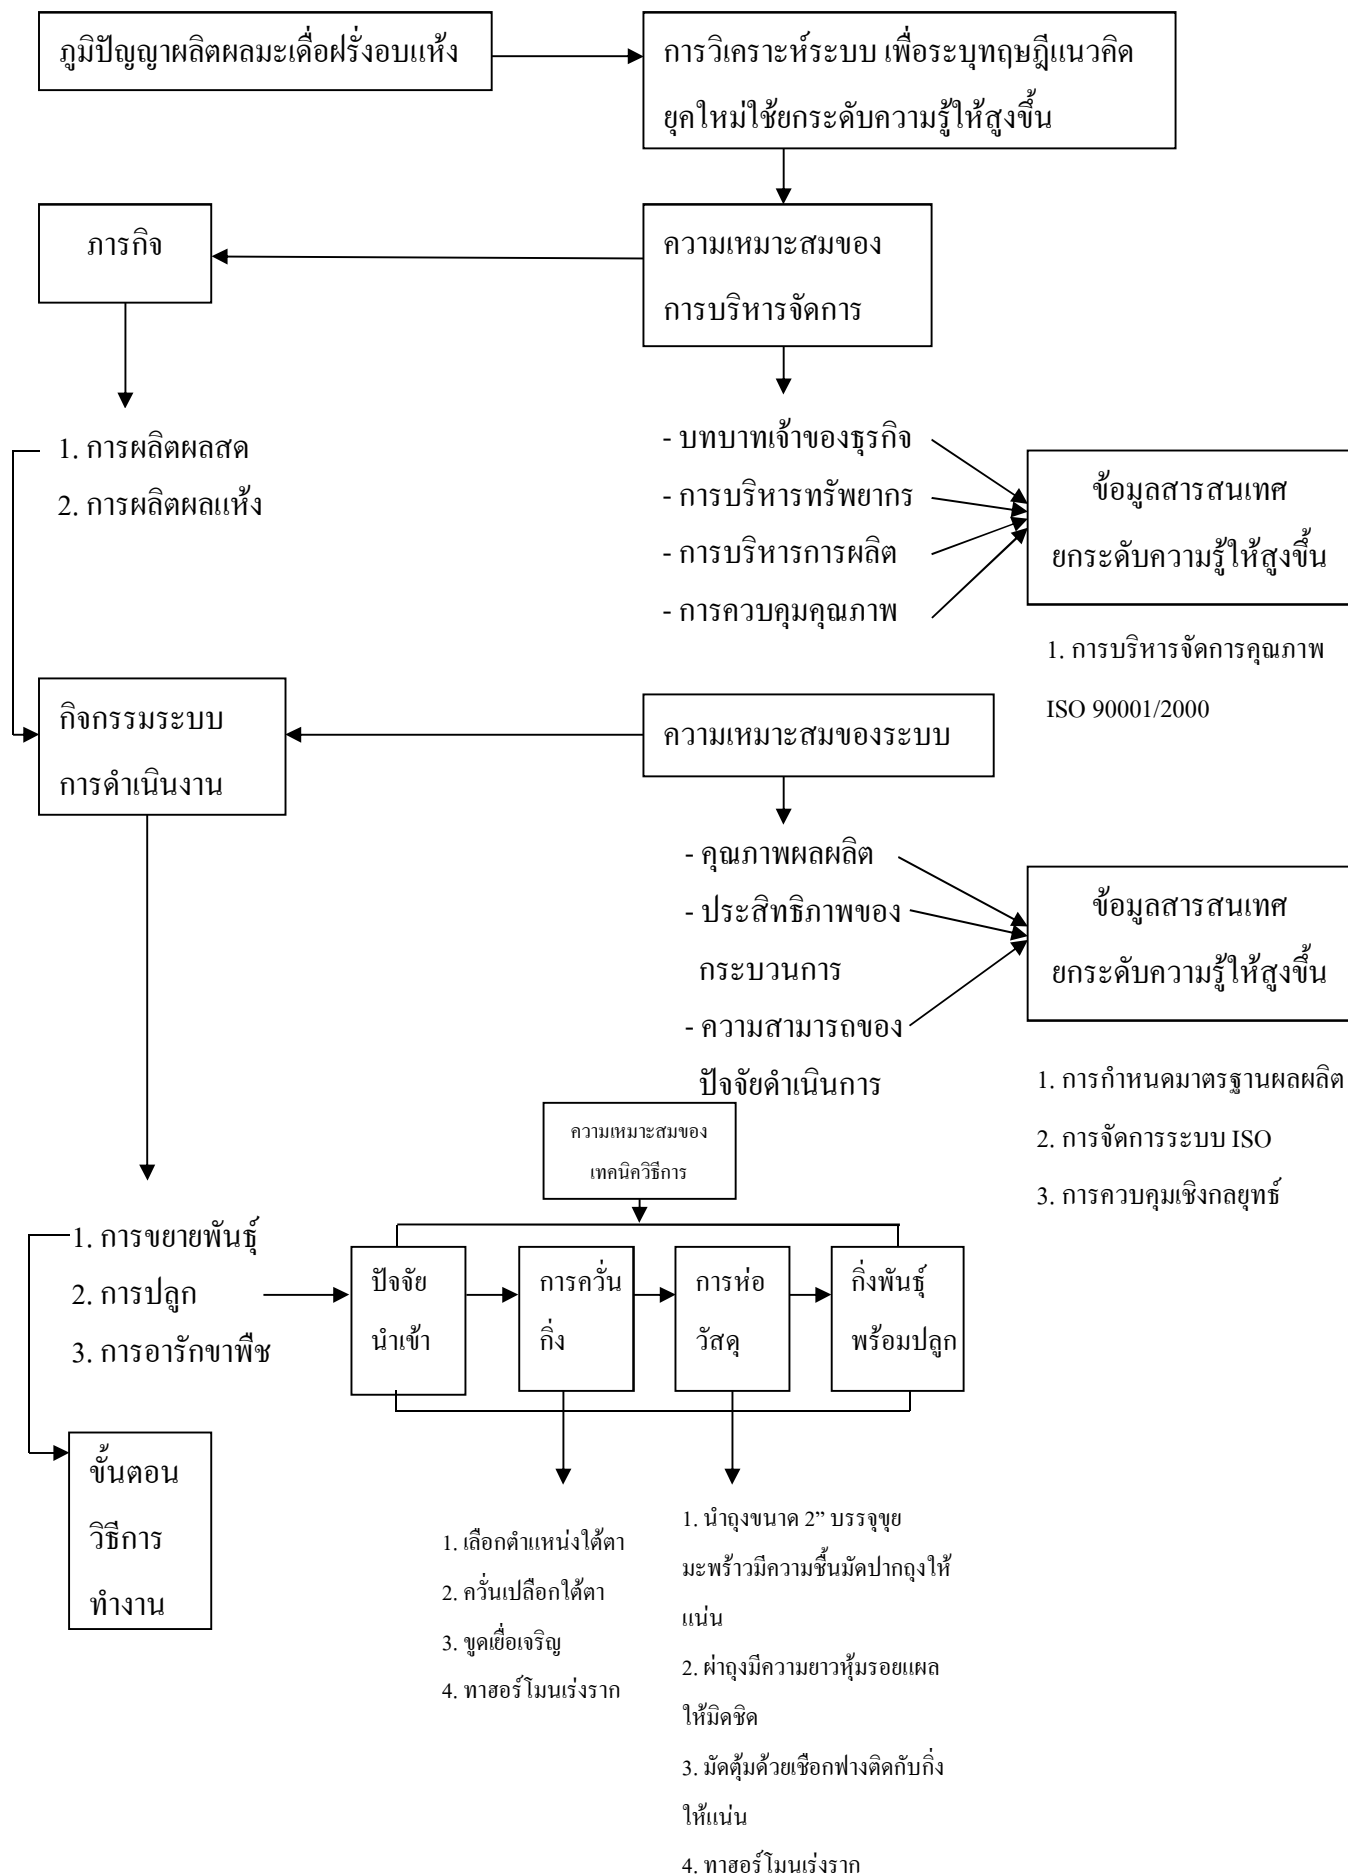 ภูมิปัญญาผลิตผลมะเดื่อฝรั่งอบแห้ง
การวิเคราะห์ระบบ เพื่อระบุทฤษฎีแนวคิด
ยุคใหม่ใช้ยกระดับความรู้ให้สูงขึ้น
ภารกิจ
ความเหมาะสมของ
การบริหารจัดการ
1. การผลิตผลสด
2. การผลิตผลแห้ง
- บทบาทเจ้าของธุรกิจ
- การบริหารทรัพยากร
- การบริหารการผลิต
- การควบคุมคุณภาพ
ข้อมูลสารสนเทศ
ยกระดับความรู้ให้สูงขึ้น
1. การบริหารจัดการคุณภาพ
ISO 90001/2000
กิจกรรมระบบ
การดำเนินงาน
ความเหมาะสมของระบบ
- คุณภาพผลผลิต
- ประสิทธิภาพของ
กระบวนการ
- ความสามารถของ
ปัจจัยดำเนินการ
ข้อมูลสารสนเทศ
ยกระดับความรู้ให้สูงขึ้น
1. การกำหนดมาตรฐานผลผลิต
2. การจัดการระบบ ISO
3. การควบคุมเชิงกลยุทธ์
ความเหมาะสมของ
เทคนิควิธีการ
1. การขยายพันธุ์
2. การปลูก
3. การอารักขาพืช
ปัจจัย
นำเข้า
การควั่น
กิ่ง
การห่อ
วัสดุ
กิ่งพันธุ์
พร้อมปลูก
ขั้นตอน
วิธีการ
ทำงาน
1. เลือกตำแหน่งใต้ตา
2. ควั่นเปลือกใต้ตา
3. ขูดเยื่อเจริญ
4. ทาฮอร์โมนเร่งราก
1. นำถุงขนาด 2” บรรจุขุย
มะพร้าวมีความชื้นมัดปากถุงให้
แน่น
2. ผ่าถุงมีความยาวหุ้มรอยแผล
ให้มิดชิด
3. มัดตุ้มด้วยเชือกฟางติดกับกิ่ง
ให้แน่น
4. ทาฮอร์โมนเร่งราก